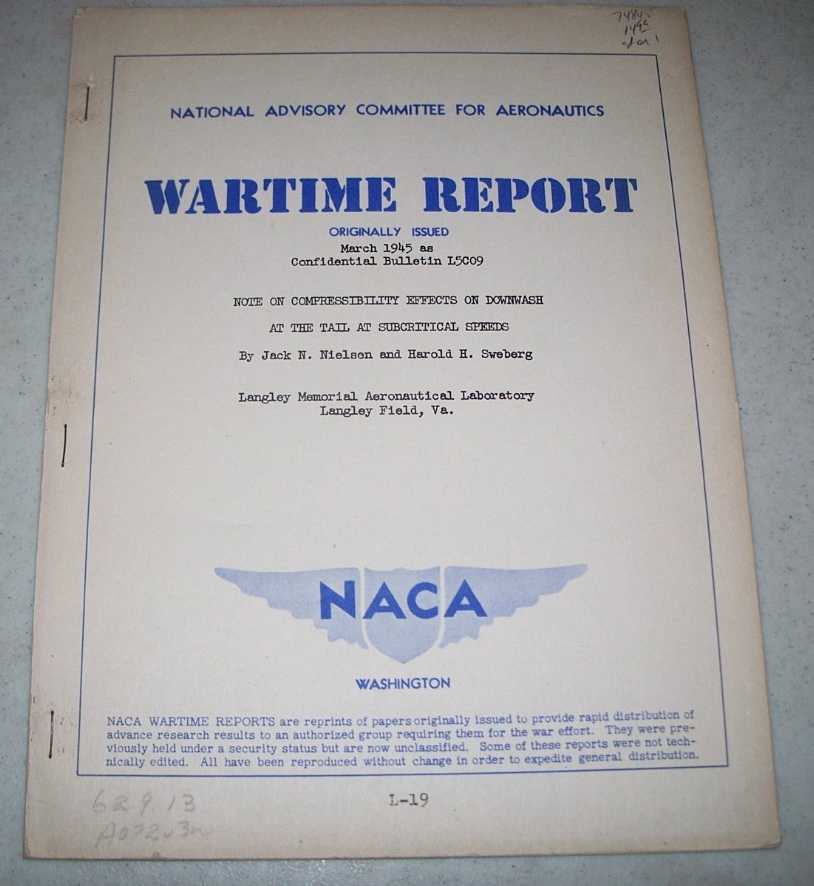 NATIONAL ADVISORY COMMITTEE FOR AERONAUTICS
WARTIME REPORT
ORIGINALLY ISSUED
March 1945 as
Confidential Bulletin L5C09
NOTE ON COMPRESSIBILITY EFFECTS ON DOWNWASH
AT THE TAIL AT SUBCRITICAL SPEEDS
By Jack N. Nielsen and Harold H. Sweberg
Langley Memorial Aeronautical Laboratory
Langley Field, Va.
NACA
WASHINGTON
NACA WARTIME REPORTS are reprints of papers originally issued to provide rapid distribution of
advance research results to an authorized group requiring them for the war effort. They were pre-
viously held under a security status but are now unclassified. Some of these reports were not tech-
nically edited. All have been reproduced without change in order to expedite general distribution.
L-19
629.13